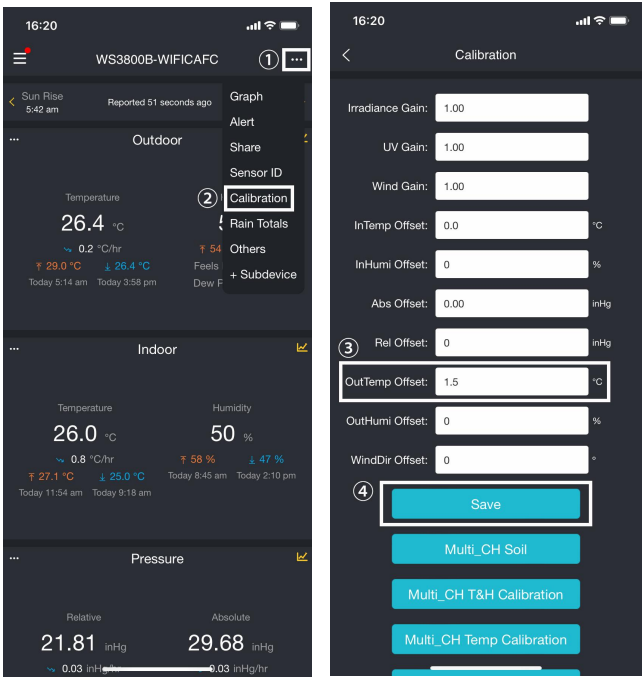 16:20
WS3800B-WIFICAFC
① ...
Sun Rise
5:42 am
Reported 51 seconds ago
Graph
Alert
Share
Sensor ID
② Calibration
Rain Totals
Others
+ Subdevice
... Outdoor
Temperature
26.4 °C
0.2 °C/hr
29.0 °C 26.4 °C
Today 5:14 am Today 3:58 pm
54
Feels
Dew
... Indoor
Temperature Humidity
26.0 °C 50 %
0.8 °C/hr 58 % 47 %
27.1 °C 25.0 °C Today 8:45 am Today 2:10 pm
Today 11:54 am Today 9:18 am
... Pressure
Relative Absolute
21.81 inHg 29.68 inHg
0.03 inHg/hr 0.03 inHg/hr
16:20
Calibration
Irradiance Gain: 1.00
UV Gain: 1.00
Wind Gain: 1.00
InTemp Offset: 0.0 °C
InHumi Offset: 0 %
Abs Offset: 0.00 inHg
Rel Offset: 0 inHg
③
OutTemp Offset: 1.5 °C
OutHumi Offset: 0 %
WindDir Offset: 0 °
④ Save
Multi_CH Soil
Multi_CH T&H Calibration
Multi_CH Temp Calibration